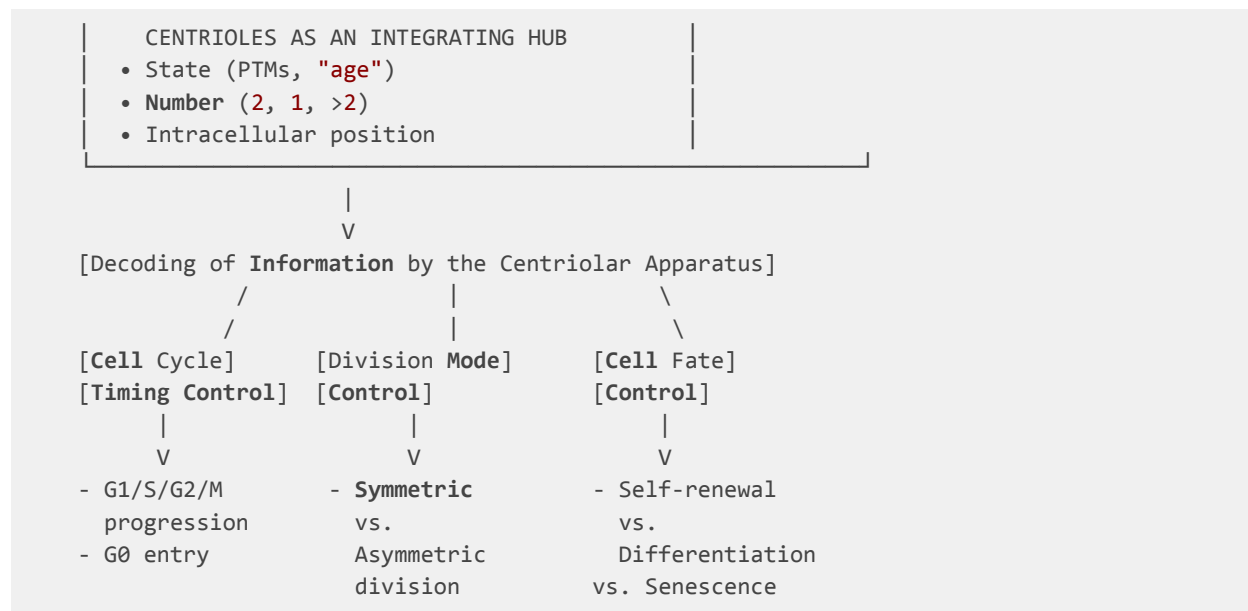 CENTRIOLES AS AN INTEGRATING HUB
• State (PTMs, "age")
• Number (2, 1, >2)
• Intracellular position
V
[Decoding of Information by the Centriolar Apparatus]
/ | \
/ | \
[Cell Cycle] [Division Mode] [Cell Fate]
[Timing Control] [Control] [Control]
| | |
V V V
- G1/S/G2/M - Symmetric - Self-renewal
progression vs. vs.
- G0 entry Asymmetric Differentiation
division vs. Senescence